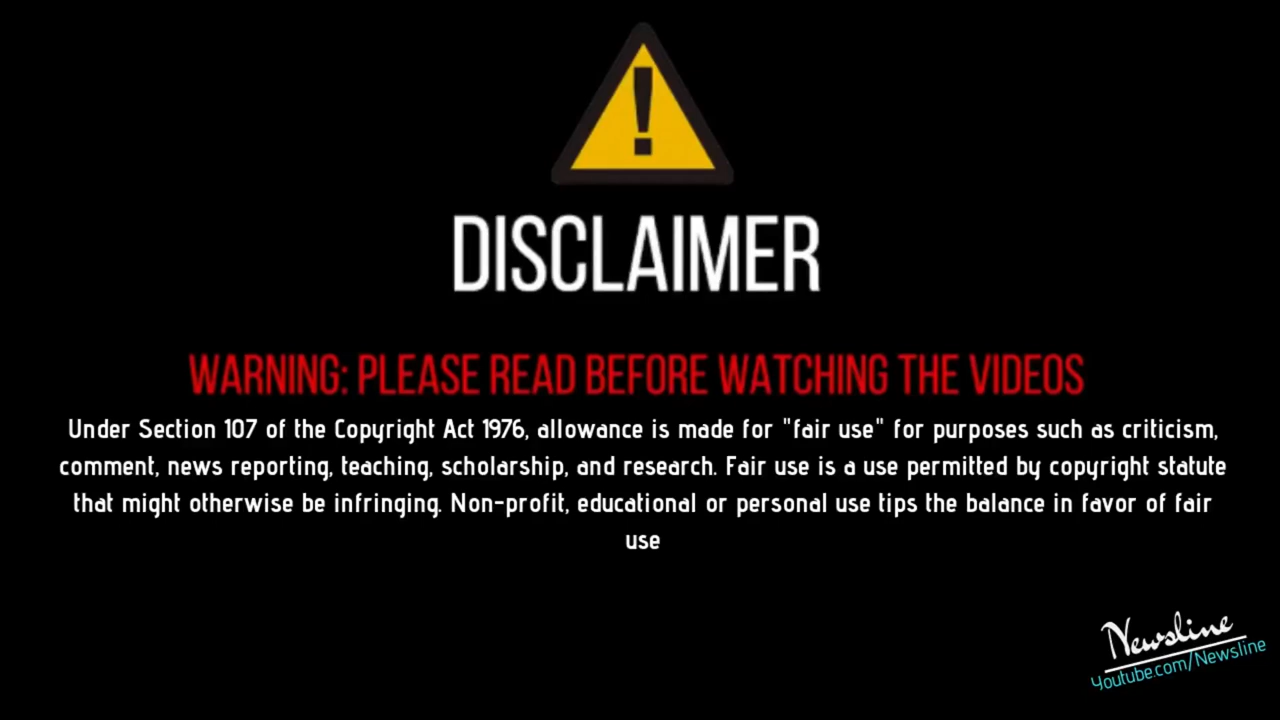 !
DISCLAIMER
WARNING: PLEASE READ BEFORE WATCHING THE VIDEOS
Under Section 107 of the Copyright Act 1976, allowance is made for "fair use" for purposes such as criticism,
comment, news reporting, teaching, scholarship, and research. Fair use is a use permitted by copyright statute
that might otherwise be infringing. Non-profit, educational or personal use tips the balance in favor of fair
use
Newsline
Youtube.com/Newsline